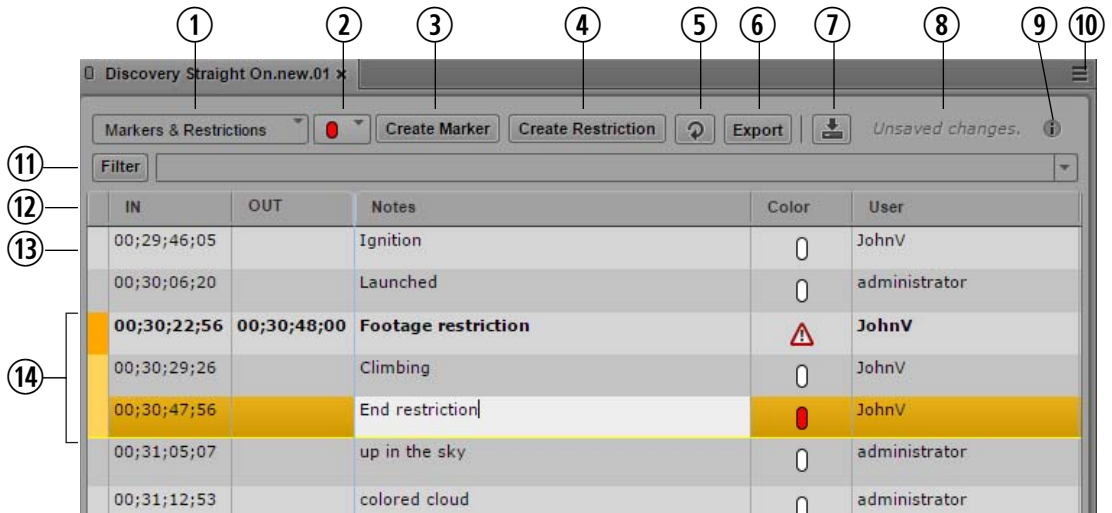 1 2 3 4 5 6 7 8 9 10
Discovery Straight On.new.01 ×
Markers & Restrictions Create Marker Create Restriction Export Unsaved changes.
11 Filter
12 IN OUT Notes Color User
13 00;29;46;05 Ignition JohnV
00;30;06;20 Launched administrator
00;30;22;56 00;30;48;00 Footage restriction JohnV
14 00;30;29;26 Climbing JohnV
00;30;47;56 End restriction JohnV
00;31;05;07 up in the sky administrator
00;31;12;53 colored cloud administrator